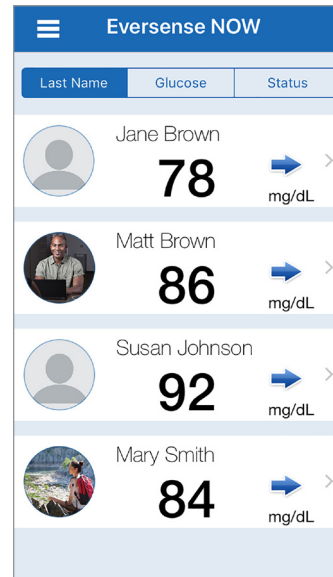 Eversense NOW
Last Name Glucose Status
Jane Brown
78
mg/dL
Matt Brown
86
mg/dL
Susan Johnson
92
mg/dL
Mary Smith
84
mg/dL